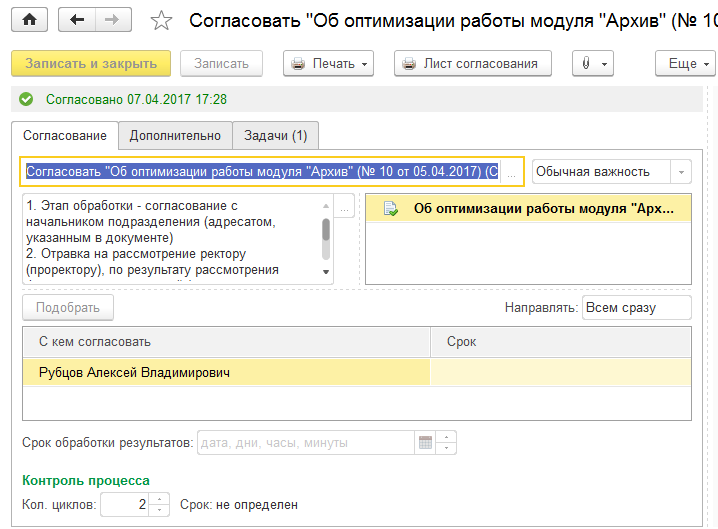 Согласовать "Об оптимизации работы модуля "Архив" (№ 10
Записать и закрыть
Записать
Печать
Лист согласования
Еще
Согласовано 07.04.2017 17:28
Согласование
Дополнительно
Задачи (1)
Согласовать "Об оптимизации работы модуля "Архив" (№ 10 от 05.04.2017) (С
...
Обычная важность
1. Этап обработки - согласование с
начальником подразделения (адресатом,
указанным в документе)
2. Отравка на рассмотрение ректору
(проректору), по результату рассмотрения
...
Об оптимизации работы модуля "Арх...
Подобрать
Направлять: Всем сразу
С кем согласовать
Срок
Рубцов Алексей Владимирович
Срок обработки результатов: дата, дни, часы, минуты
Контроль процесса
Кол. циклов: 2 Срок: не определен